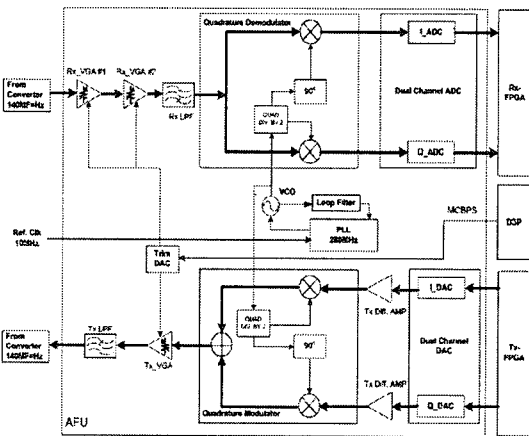 Quadrature Demodulator
I_ADC
Rx_VGA #1
Rx_VGA #2
From
Converter
Rx-
FPGA
90°
Dual Channel ADC
Rx LPF
QUAD
DIV BY 2
Q_ADC
VCO
Loop Filter
MCBPS
DSP
PLL
Ref. Clk
Trim
DAC
I_DAC
Tx Diff. AMP
QUAD
DIV BY 2
From
Converter
Tx LPF
Tx_VGA
90°
Dual Channel
DAC
Tx-
FPGA
Tx Diff. AMP
Q_DAC
AFU
Quadrature Modulator